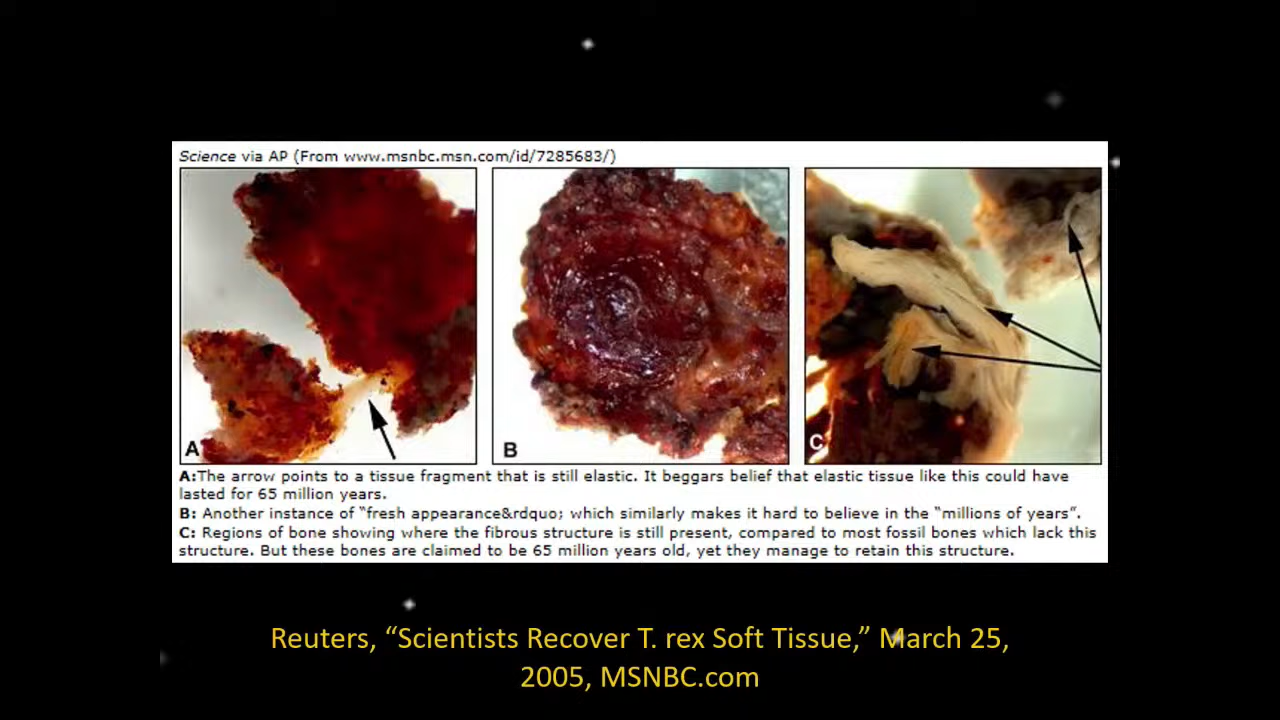 Science via AP (From www.msnbc.msn.com/id/7285683/)
A
B
C
A:The arrow points to a tissue fragment that is still elastic. It beggars belief that elastic tissue like this could have
lasted for 65 million years.
B: Another instance of “fresh appearance&rdquo; which similarly makes it hard to believe in the “millions of years”.
C: Regions of bone showing where the fibrous structure is still present, compared to most fossil bones which lack this
structure. But these bones are claimed to be 65 million years old, yet they manage to retain this structure.
Reuters, “Scientists Recover T. rex Soft Tissue,” March 25,
2005, MSNBC.com